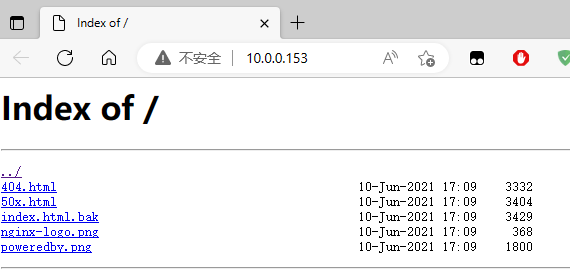 Index of /
不安全 10.0.0.153
Index of /
../
404.html 10-Jun-2021 17:09 3332
50x.html 10-Jun-2021 17:09 3404
index.html.bak 10-Jun-2021 17:09 3429
nginx-logo.png 10-Jun-2021 17:09 368
poweredby.png 10-Jun-2021 17:09 1800